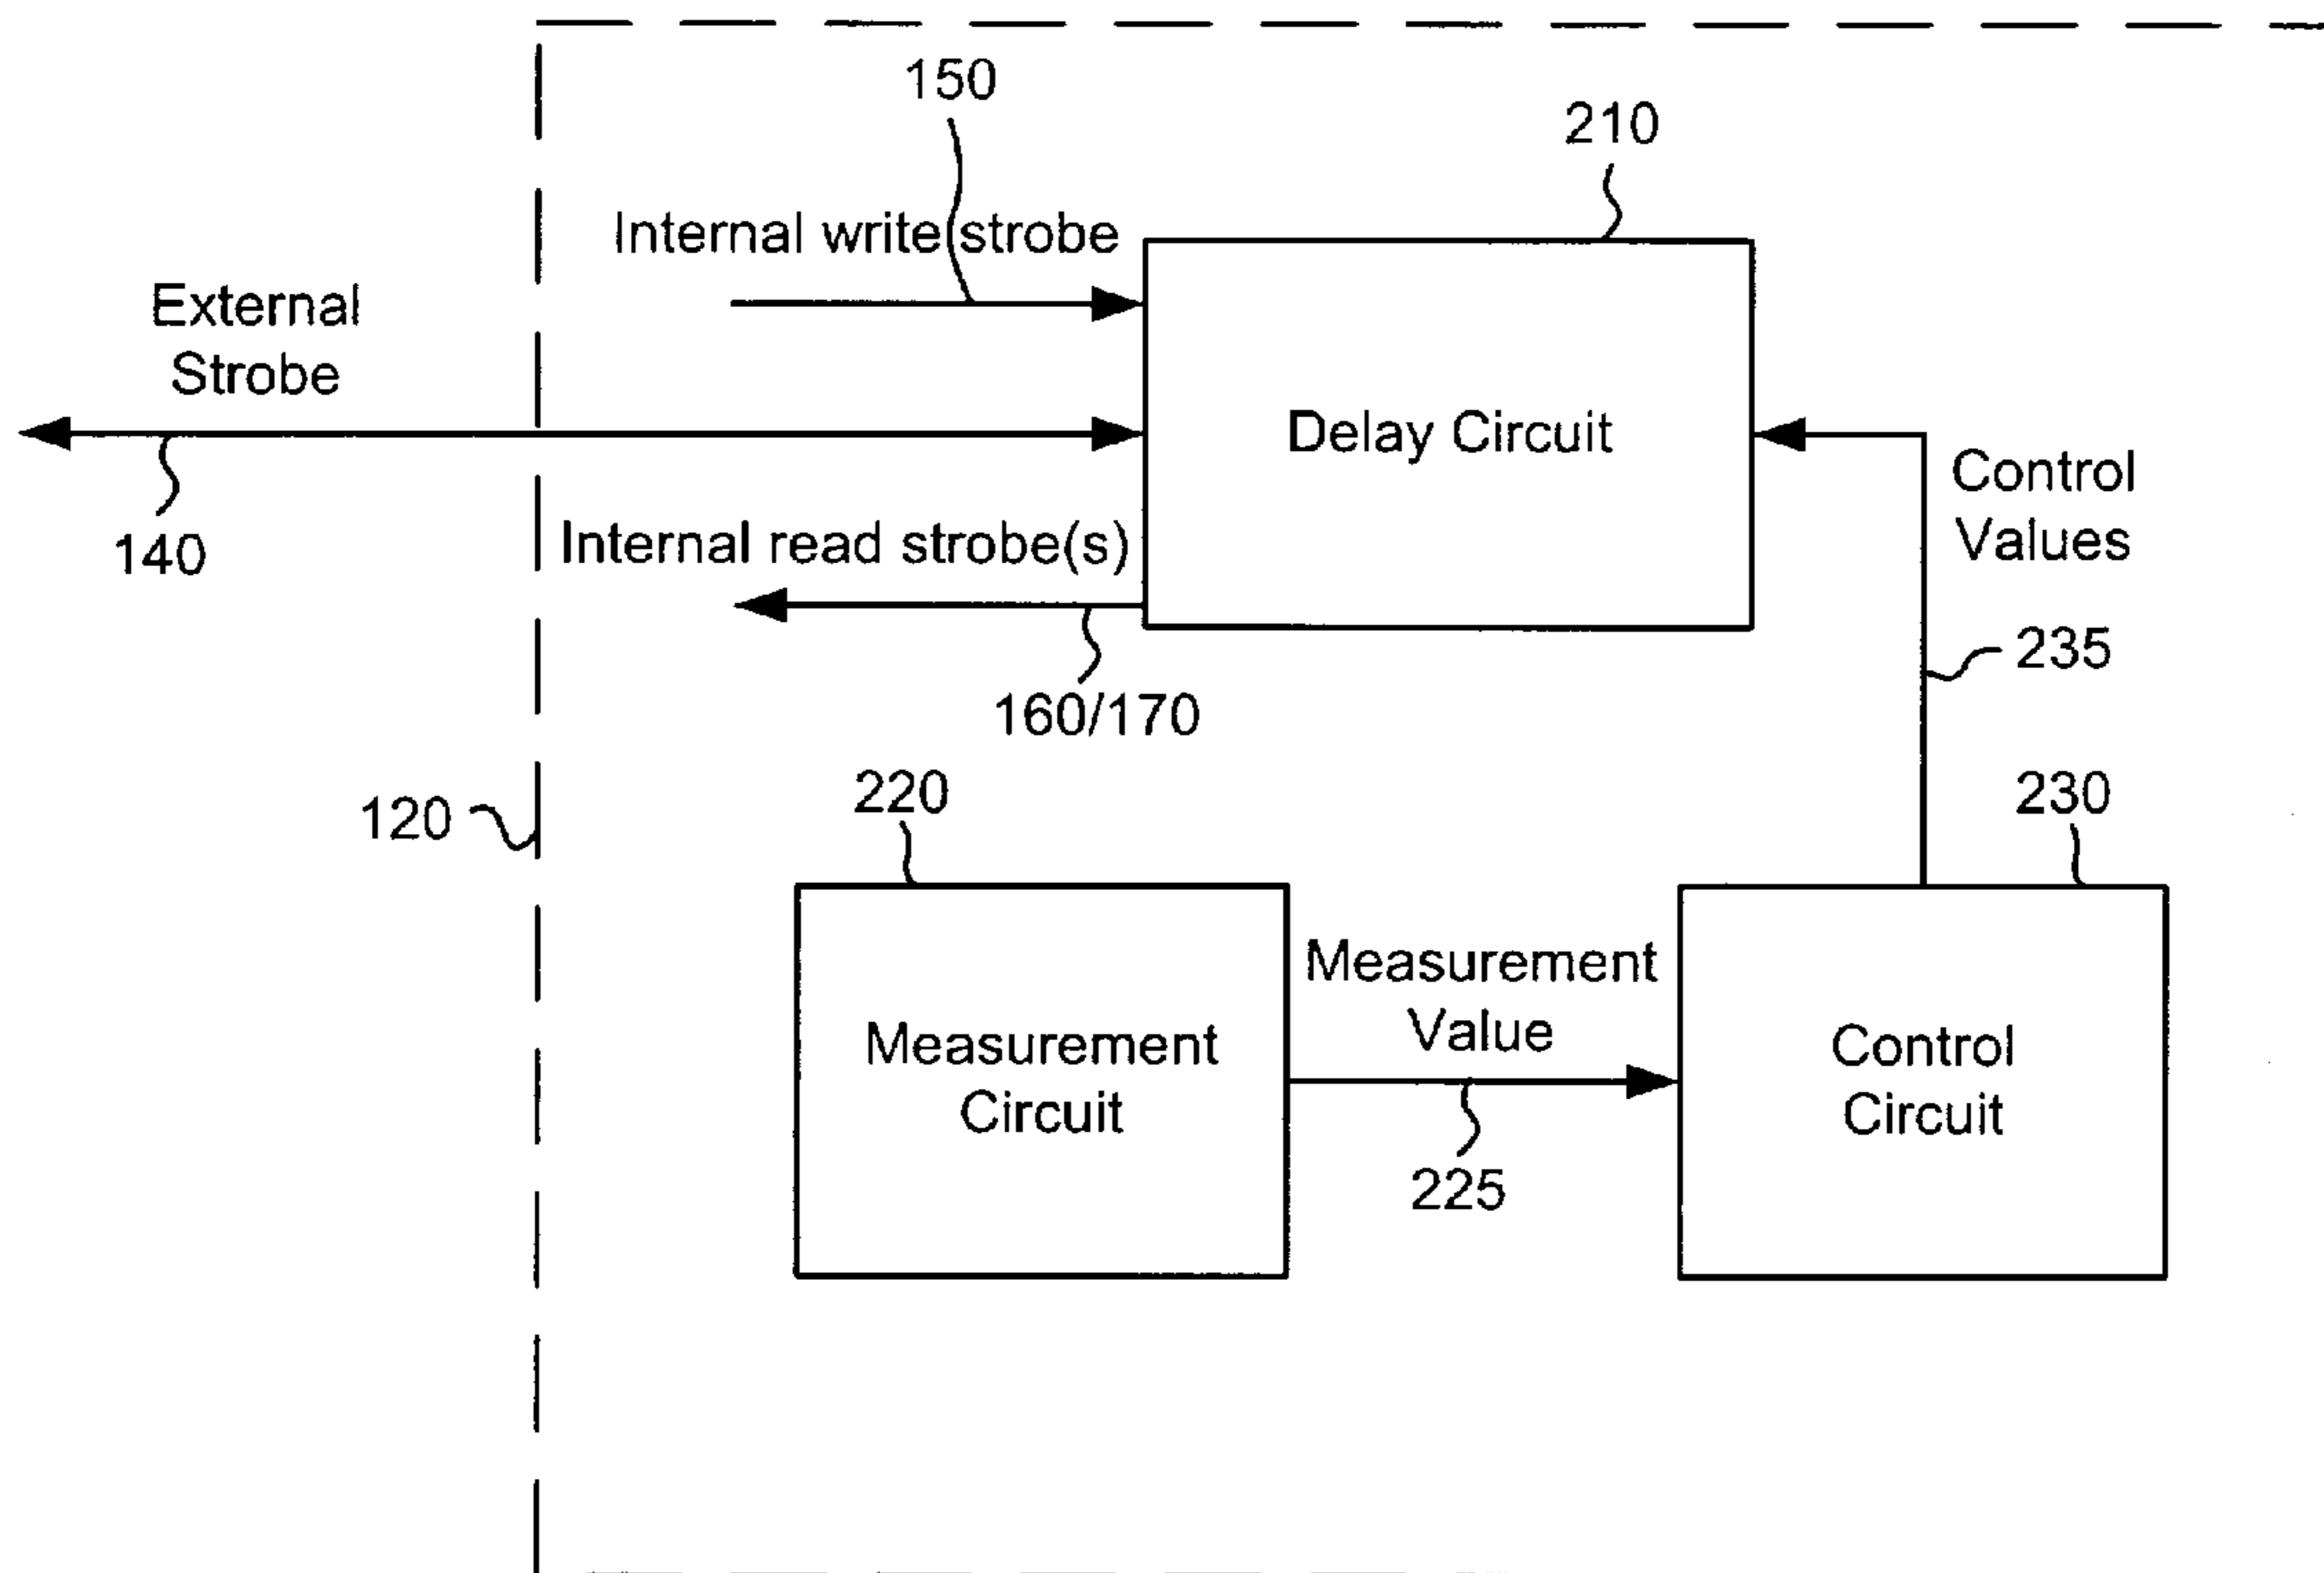 150
210
Internal write strobe
External
Strobe
Delay Circuit
Control
Values
140
Internal read strobe(s)
235
160/170
120
220
230
Measurement
Value
Measurement
Circuit
Control
Circuit
225